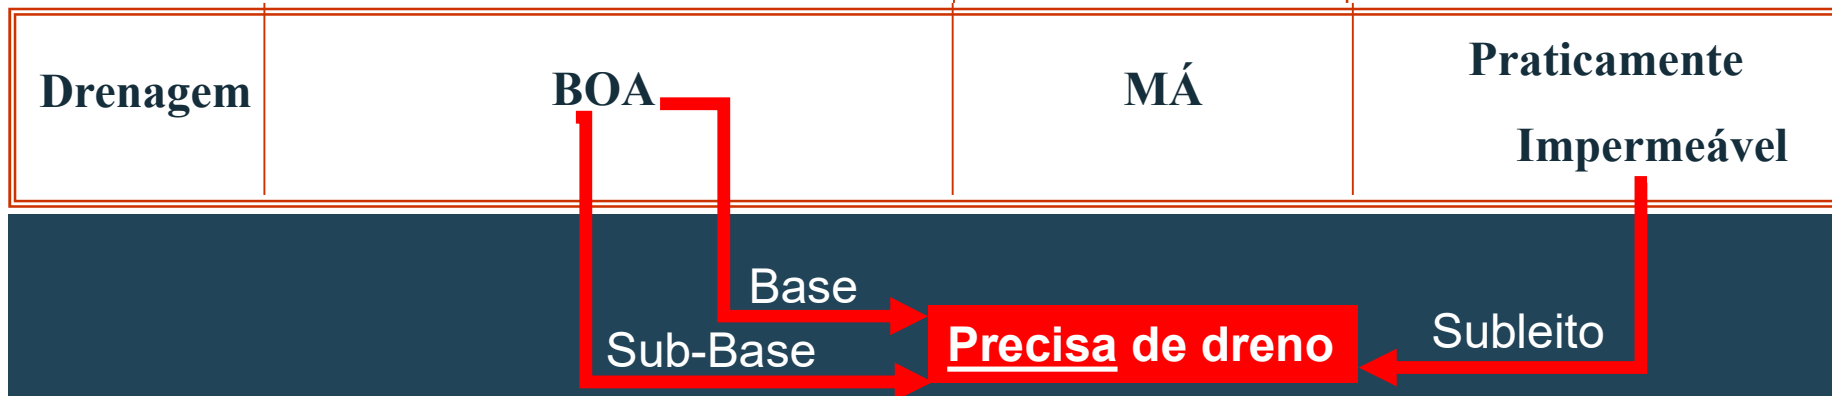 Drenagem
BOA
MÁ
Praticamente
Impermeável
Base
Sub-Base
Precisa de dreno
Subleito